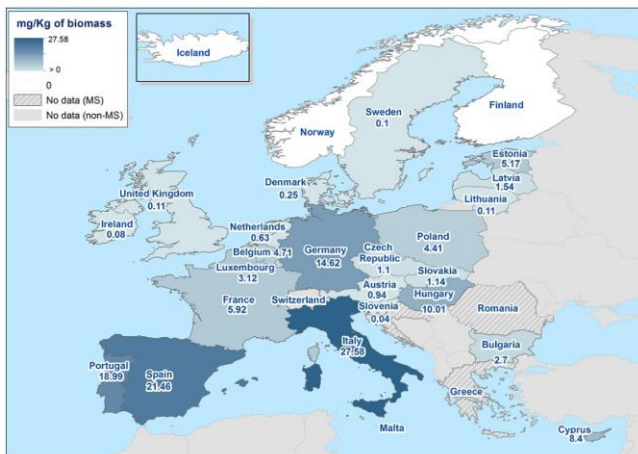 mg/Kg of biomass
27.58
> 0
0
No data (MS)
No data (non-MS)
Iceland
Norway
Sweden
0.1
Finland
Estonia
5.17
Latvia
1.54
Lithuania
0.11
Denmark
0.25
United Kingdom
0.11
Ireland
0.08
Netherlands
0.63
Belgium 4.71
Luxembourg
3.12
Germany
14.62
Poland
4.41
Czech
Republic
1.1
Slovakia
1.14
Austria
0.94
Hungary
10.01
Slovenia
0.04
Switzerland
France
5.92
Romania
Bulgaria
2.7
Italy
27.58
Portugal
18.99
Spain
21.46
Greece
Malta
Cyprus
8.4